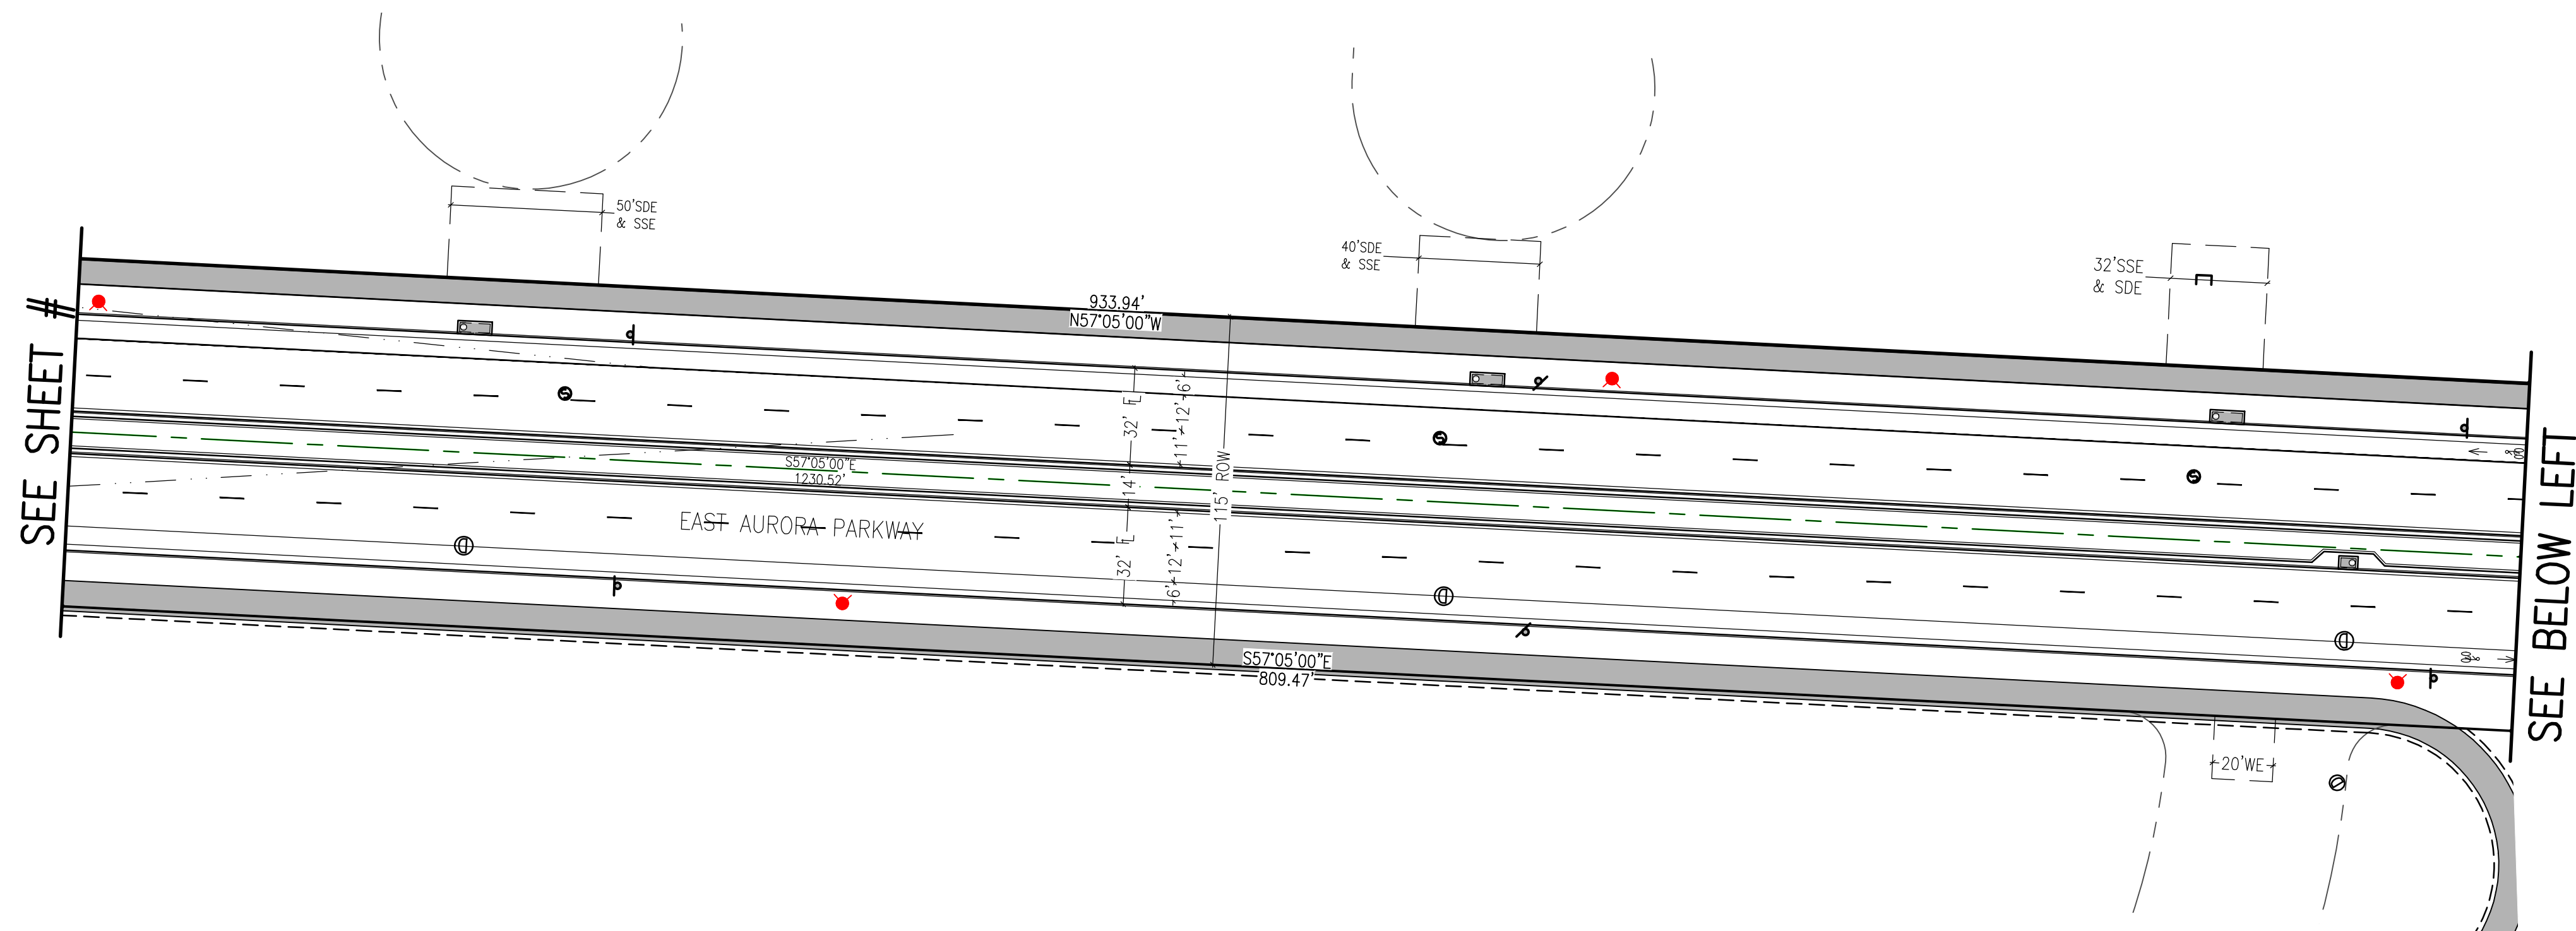 50'SDE
& SSE
40'SDE
& SSE
32'SSE
& SDE
SEE SHEET #
933.94'
N57°05'00"W
32' FL
6'
12'
11'
S57°05'00"E
1230.52'
14'
115' ROW
EAST AURORA PARKWAY
32' FL
11'
12'
6'
S57°05'00"E
809.47'
20'WE
SEE BELOW LEFT
S
S
S
D
D
D